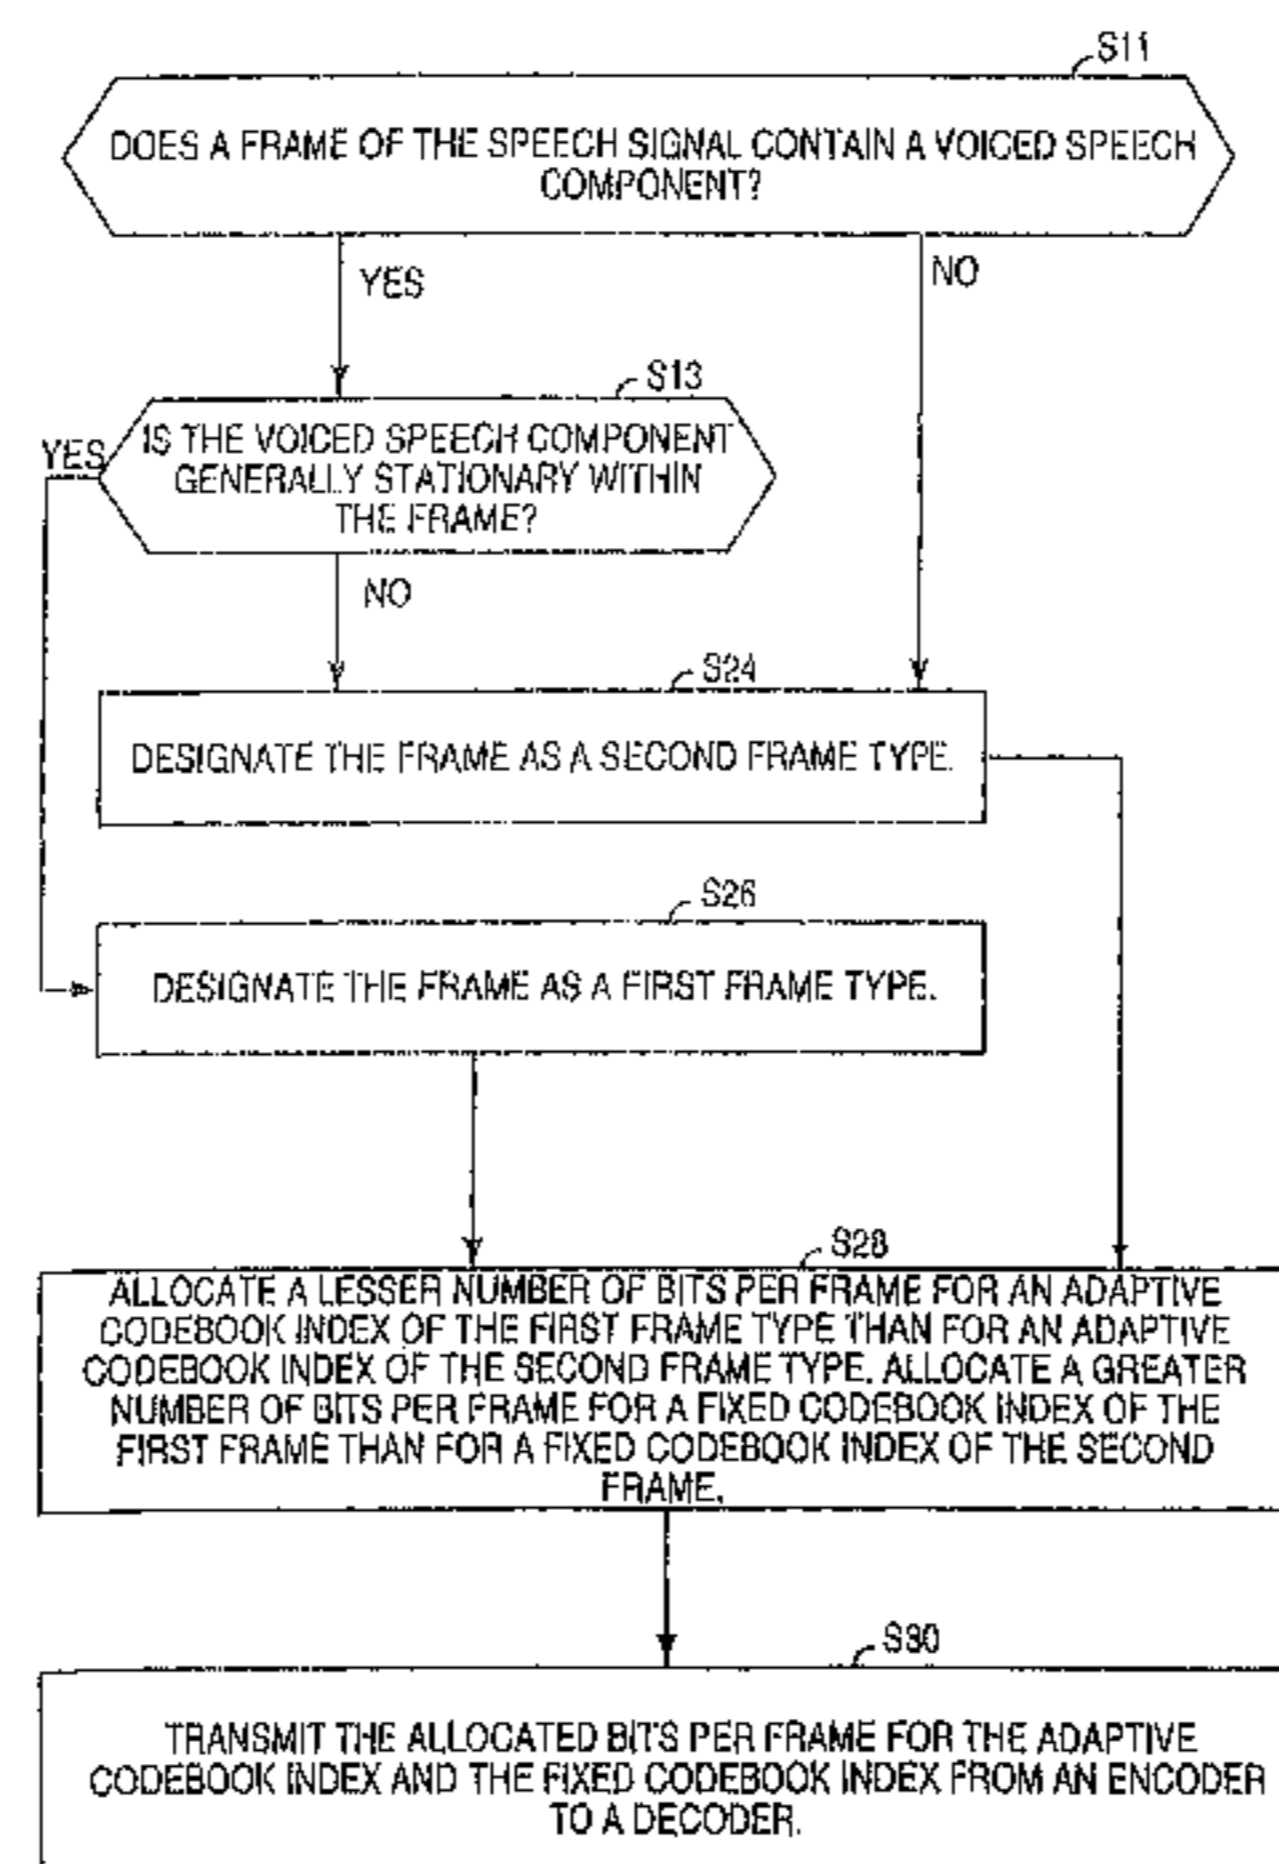 S11
DOES A FRAME OF THE SPEECH SIGNAL CONTAIN A VOICED SPEECH
COMPONENT?
YES
NO
S13
IS THE VOICED SPEECH COMPONENT
GENERALLY STATIONARY WITHIN
THE FRAME?
YES
NO
S24
DESIGNATE THE FRAME AS A SECOND FRAME TYPE.
S26
DESIGNATE THE FRAME AS A FIRST FRAME TYPE.
S28
ALLOCATE A LESSER NUMBER OF BITS PER FRAME FOR AN ADAPTIVE
CODEBOOK INDEX OF THE FIRST FRAME TYPE THAN FOR AN ADAPTIVE
CODEBOOK INDEX OF THE SECOND FRAME TYPE. ALLOCATE A GREATER
NUMBER OF BITS PER FRAME FOR A FIXED CODEBOOK INDEX OF THE
FIRST FRAME THAN FOR A FIXED CODEBOOK INDEX OF THE SECOND
FRAME.
S30
TRANSMIT THE ALLOCATED BITS PER FRAME FOR THE ADAPTIVE
CODEBOOK INDEX AND THE FIXED CODEBOOK INDEX FROM AN ENCODER
TO A DECODER.